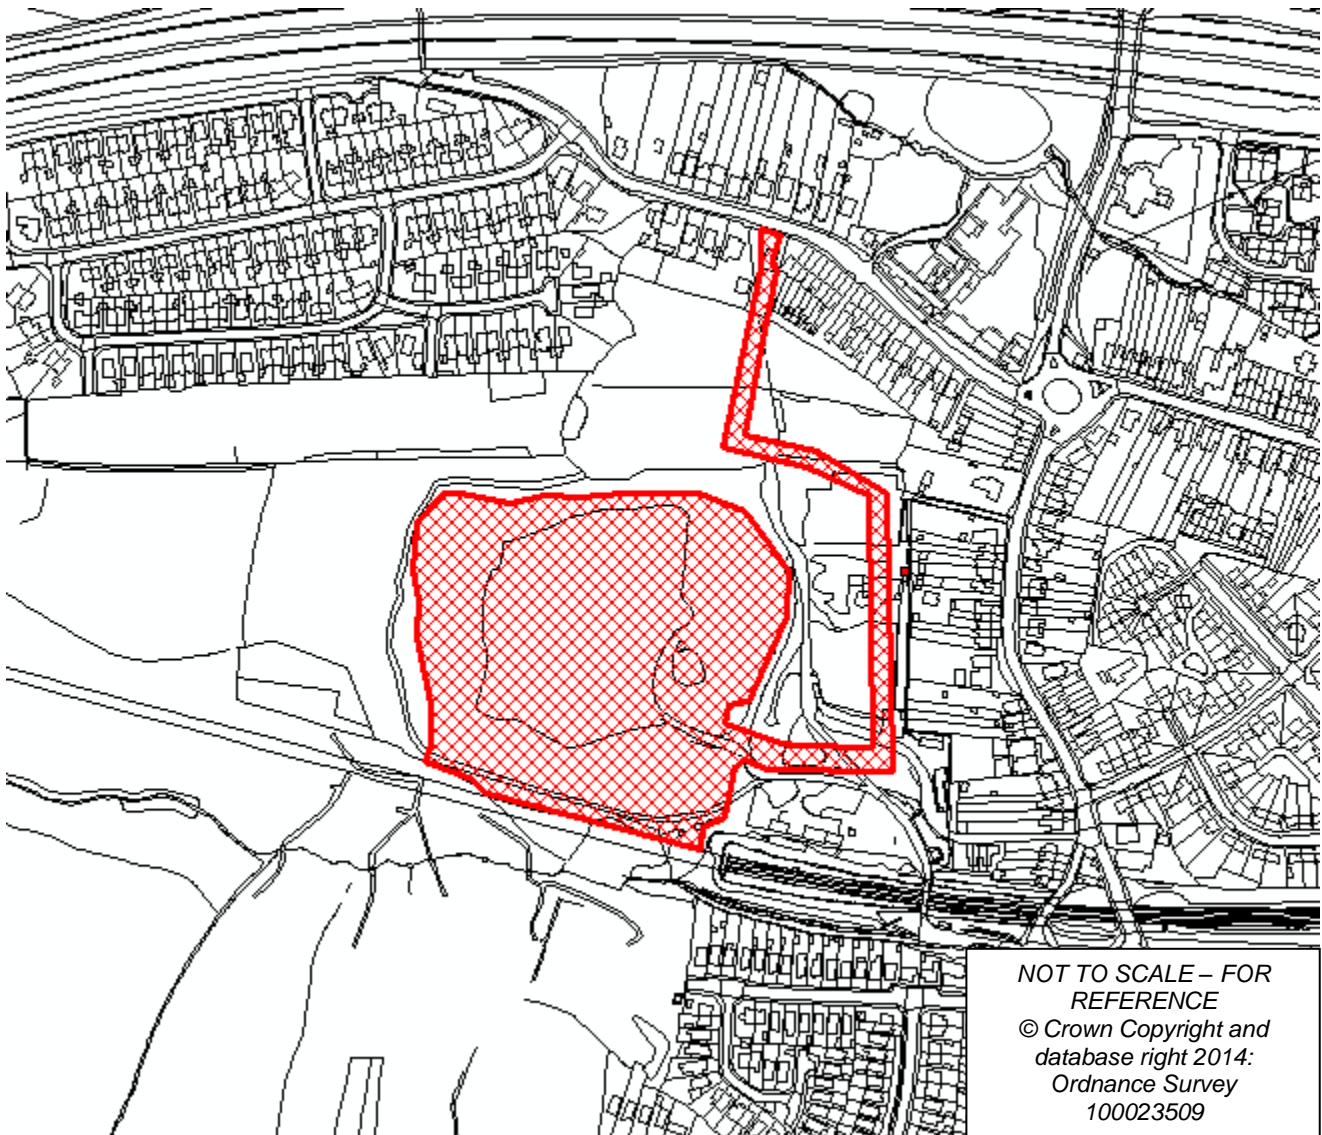 NOT TO SCALE – FOR
REFERENCE
© Crown Copyright and
database right 2014:
Ordnance Survey
100023509